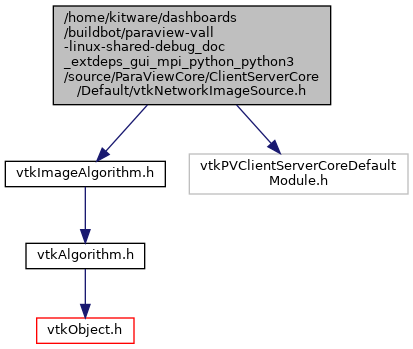 /home/kitware/dashboards
/buildbot/paraview-vall
-linux-shared-debug_doc
_extdeps_gui_mpi_python_python3
/source/ParaViewCore/ClientServerCore
/Default/vtkNetworkImageSource.h
vtkImageAlgorithm.h
vtkPVClientServerCoreDefault
Module.h
vtkAlgorithm.h
vtkObject.h